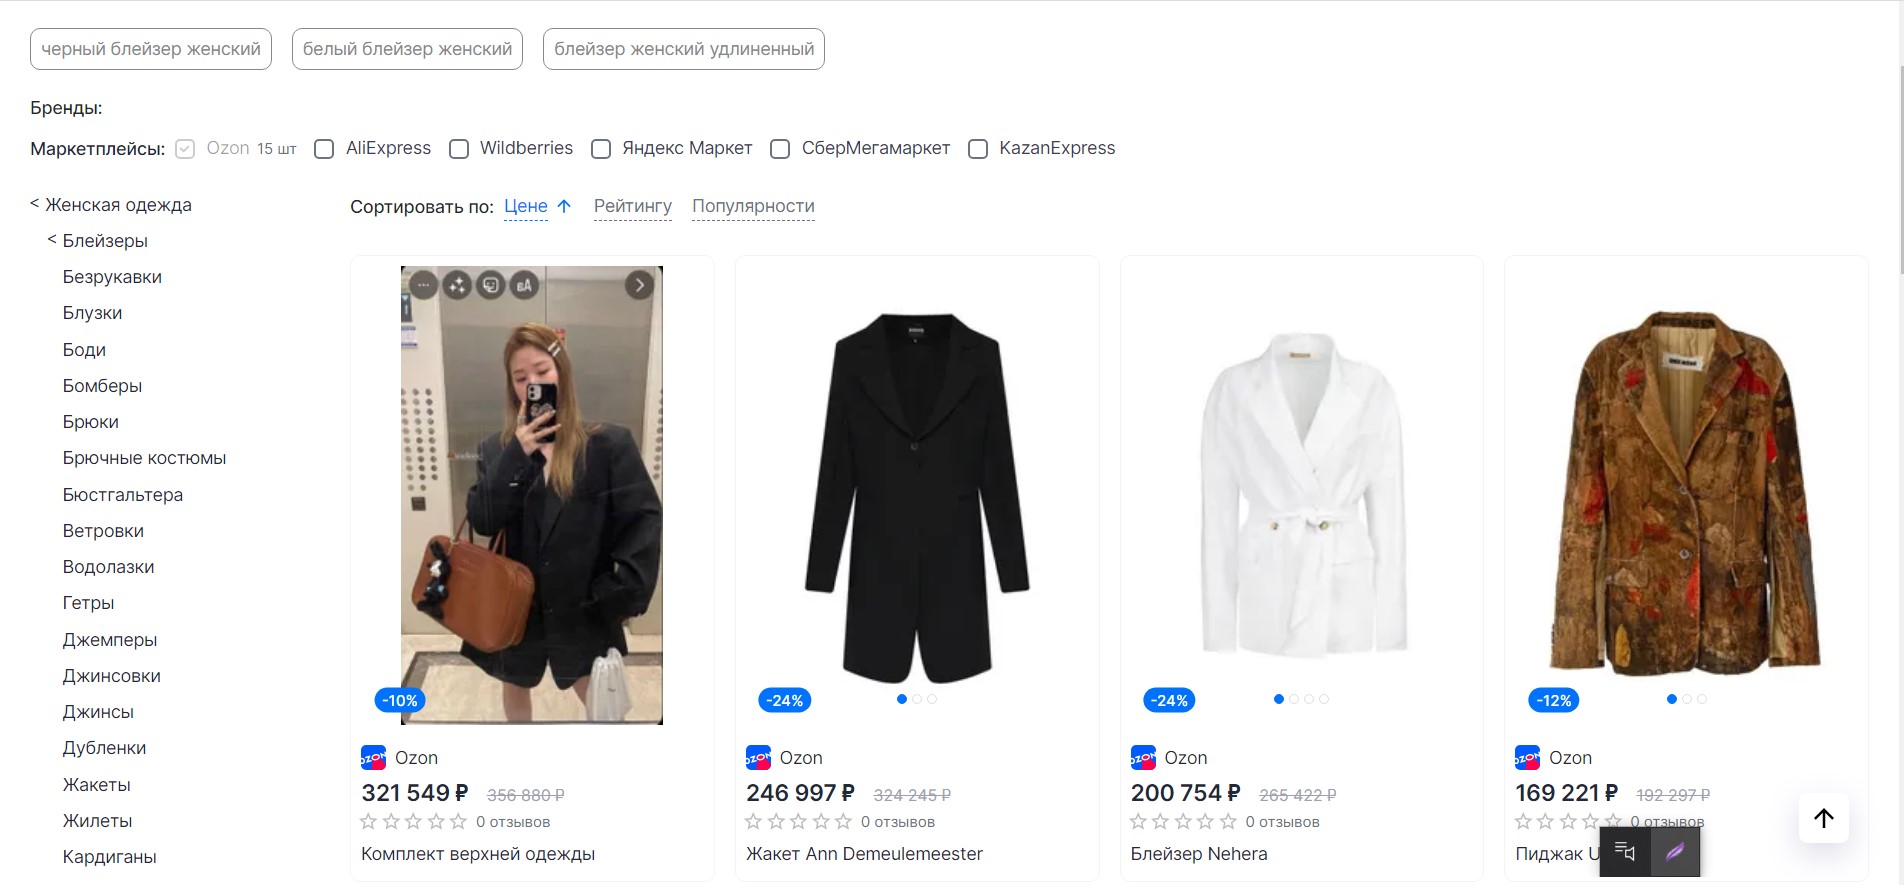 черный блейзер женский
белый блейзер женский
блейзер женский удлиненный
Бренды:
Маркетплейсы: Ozon 15 шт AliExpress Wildberries Яндекс Маркет СберМегамаркет KazanExpress
< Женская одежда
< Блейзеры
Безрукавки
Блузки
Боди
Бомберы
Брюки
Брючные костюмы
Бюстгальтера
Ветровки
Водолазки
Гетры
Джемперы
Джинсовки
Джинсы
Дубленки
Жакеты
Жилеты
Кардиганы
Сортировать по: Цене Рейтингу Популярности
-10%
OZON Ozon
321 549 ₽ 356 880 ₽
0 отзывов
Комплект верхней одежды
-24%
OZON Ozon
246 997 ₽ 324 245 ₽
0 отзывов
Жакет Ann Demeulemeester
-24%
OZON Ozon
200 754 ₽ 265 422 ₽
0 отзывов
Блейзер Nehera
-12%
OZON Ozon
169 221 ₽ 192 297 ₽
0 отзывов
Пиджак U